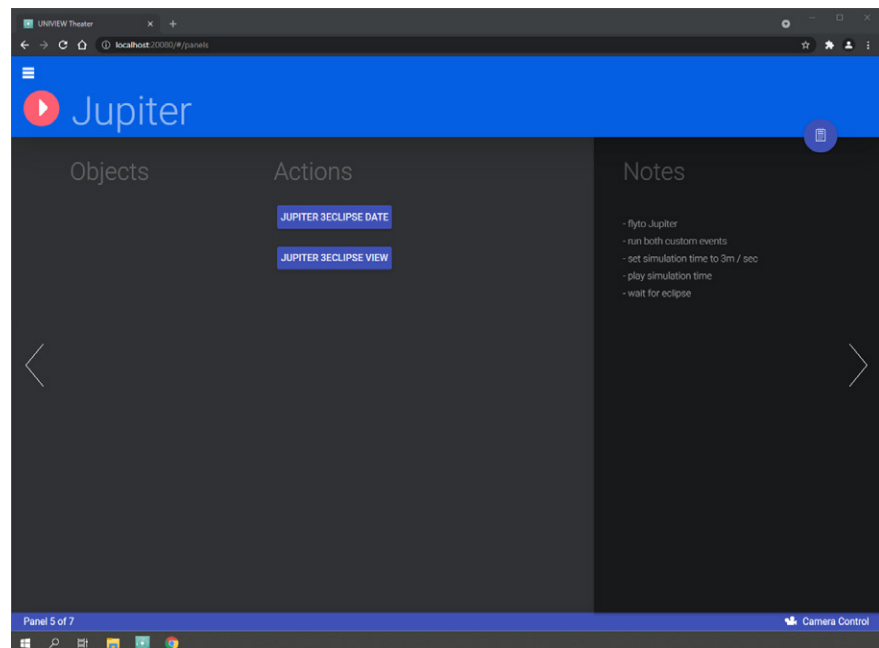 UNIVIEW Theater
localhost:20080/#/panels
Jupiter
Objects
Actions
JUPITER 3ECLIPSE DATE
JUPITER 3ECLIPSE VIEW
Notes
- flyto Jupiter
- run both custom events
- set simulation time to 3m / sec
- play simulation time
- wait for eclipse
Panel 5 of 7
Camera Control